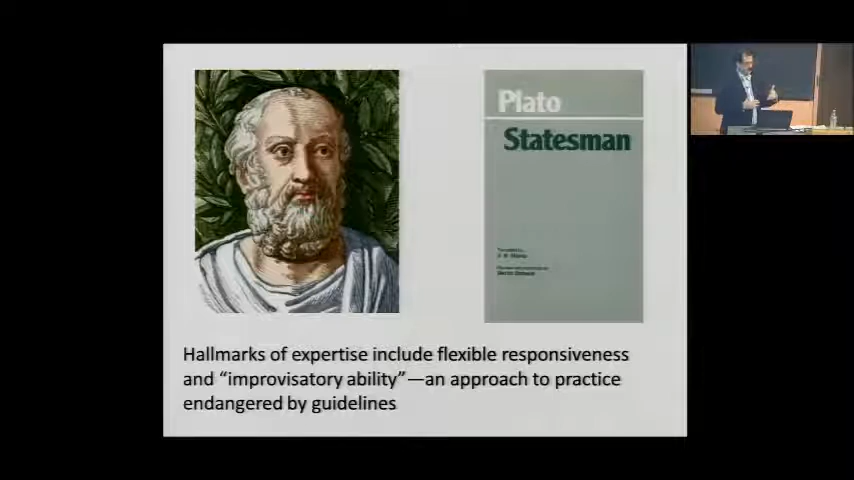 Plato
Statesman
Hallmarks of expertise include flexible responsiveness
and “improvisatory ability”—an approach to practice
endangered by guidelines